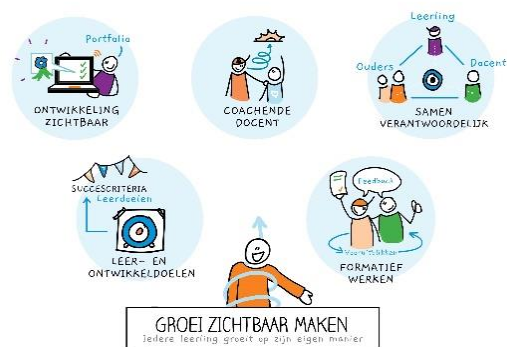 Portfolio
ONTWIKKELING
ZICHTBAAR
COACHENDE
DOCENT
Leerling
Ouders
Docent
SAMEN
VERANTWOORDELIJK
SUCCESCRITERIA
Leerdoelen
LEER- EN
ONTWIKKELDOELEN
Feedback
Vooruitblikken
FORMATIEF
WERKEN
GROEI ZICHTBAAR MAKEN
Iedere leerling groeit op zijn eigen manier